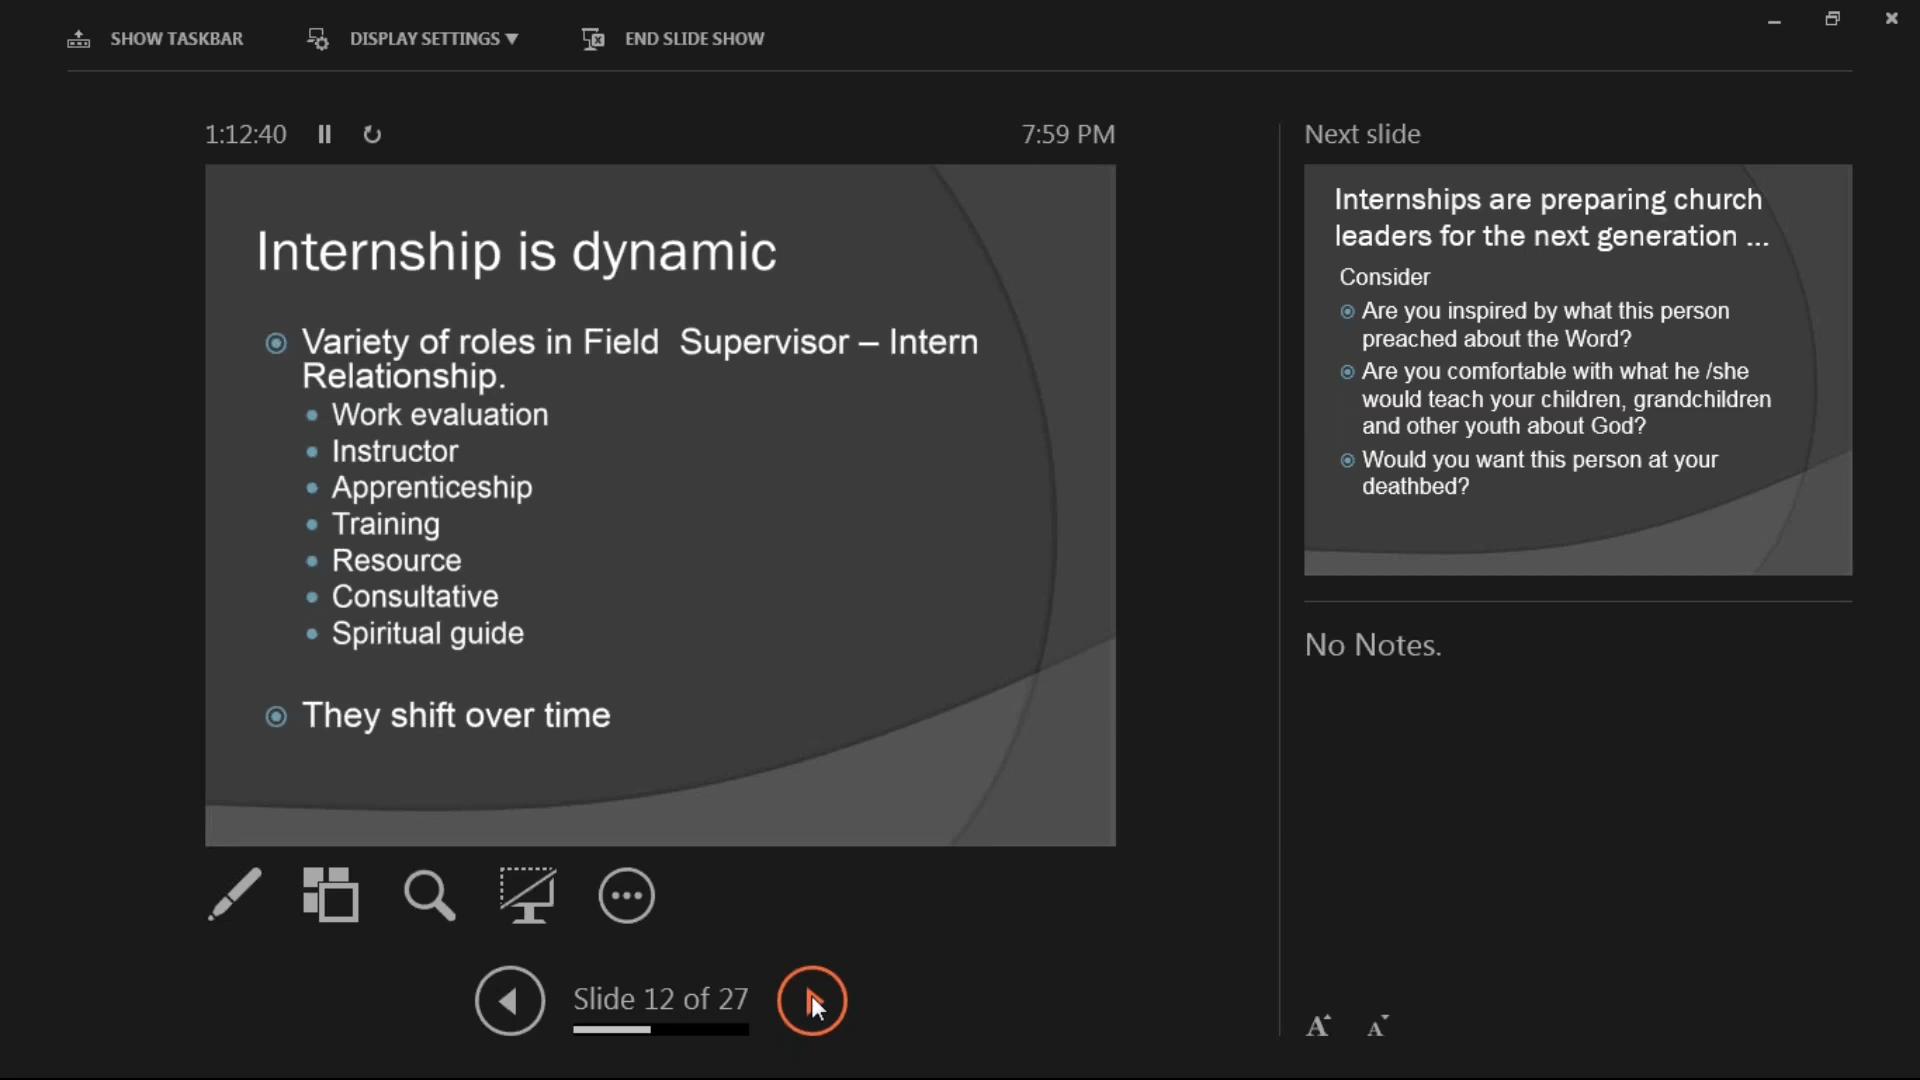 SHOW TASKBAR
DISPLAY SETTINGS ▼
END SLIDE SHOW
1:12:40
7:59 PM
Internship is dynamic
Variety of roles in Field Supervisor – Intern
Relationship.
Work evaluation
Instructor
Apprenticeship
Training
Resource
Consultative
Spiritual guide
They shift over time
Slide 12 of 27
Next slide
Internships are preparing church
leaders for the next generation ...
Consider
Are you inspired by what this person
preached about the Word?
Are you comfortable with what he /she
would teach your children, grandchildren
and other youth about God?
Would you want this person at your
deathbed?
No Notes.
A A